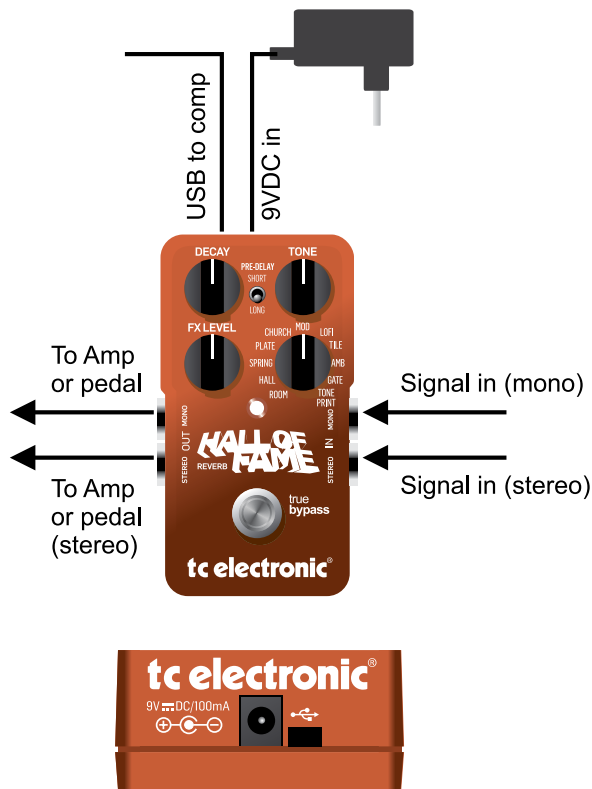 USB to comp
9VDC in
DECAY
TONE
PRE-DELAY
SHORT
LONG
FX LEVEL
CHURCH
MOD
LOFI
PLATE
TILE
SPRING
AMB
HALL
GATE
ROOM
TONE
PRINT
To Amp
or pedal
Signal in (mono)
MONO
OUT
STEREO
MONO
IN
STEREO
HALL OF
FAME
REVERB
To Amp
or pedal
(stereo)
Signal in (stereo)
true
bypass
tc electronic®
tc electronic®
9V DC/100mA